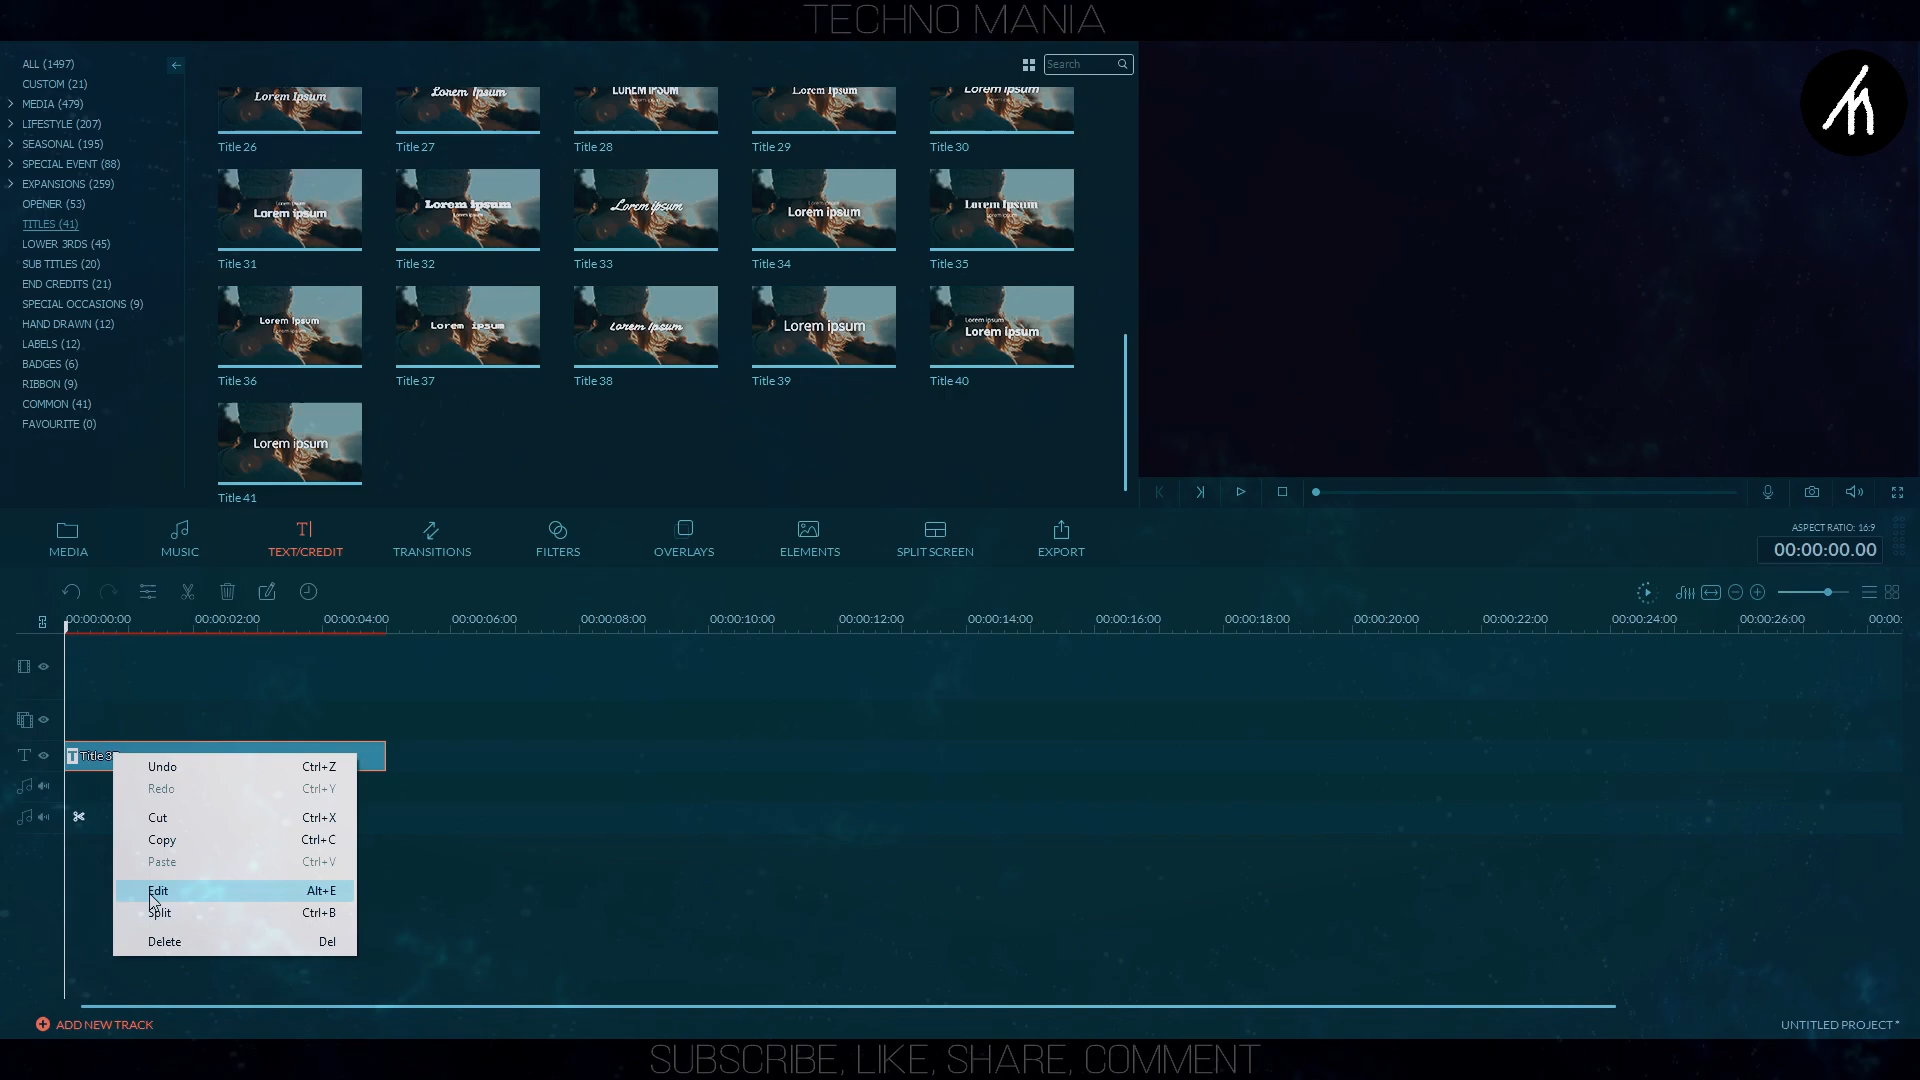 TECHNO MANIA
ALL (1497)
CUSTOM (21)
MEDIA (479)
LIFESTYLE (207)
SEASONAL (195)
SPECIAL EVENT (88)
EXPANSIONS (259)
OPENER (53)
TITLES (41)
LOWER 3RDS (45)
SUB TITLES (20)
END CREDITS (21)
SPECIAL OCCASIONS (9)
HAND DRAWN (12)
LABELS (12)
BADGES (6)
RIBBON (9)
COMMON (41)
FAVOURITE (0)
Search
Lorem Ipsum
Lorem Ipsum
LOREM IPSUM
Lorem Ipsum
Lorem Ipsum
Title 26
Title 27
Title 28
Title 29
Title 30
Lorem ipsum
Lorem ipsum
Lorem ipsum
Lorem ipsum
Lorem ipsum
Title 31
Title 32
Title 33
Title 34
Title 35
Lorem Ipsum
Lorem ipsum
Lorem Ipsum
Lorem ipsum
Lorem ipsum
Lorem ipsum
Title 36
Title 37
Title 38
Title 39
Title 40
Lorem ipsum
Title 41
MEDIA
MUSIC
TEXT/CREDIT
TRANSITIONS
FILTERS
OVERLAYS
ELEMENTS
SPLIT SCREEN
EXPORT
ASPECT RATIO: 16:9
00:00:00.00
00:00:00:00
00:00:02:00
00:00:04:00
00:00:06:00
00:00:08:00
00:00:10:00
00:00:12:00
00:00:14:00
00:00:16:00
00:00:18:00
00:00:20:00
00:00:22:00
00:00:24:00
00:00:26:00
00:00:
T Title 3
Undo Ctrl+Z
Redo Ctrl+Y
Cut Ctrl+X
Copy Ctrl+C
Paste Ctrl+V
Edit Alt+E
Split Ctrl+B
Delete Del
ADD NEW TRACK
UNTITLED PROJECT *
SUBSCRIBE, LIKE, SHARE, COMMENT